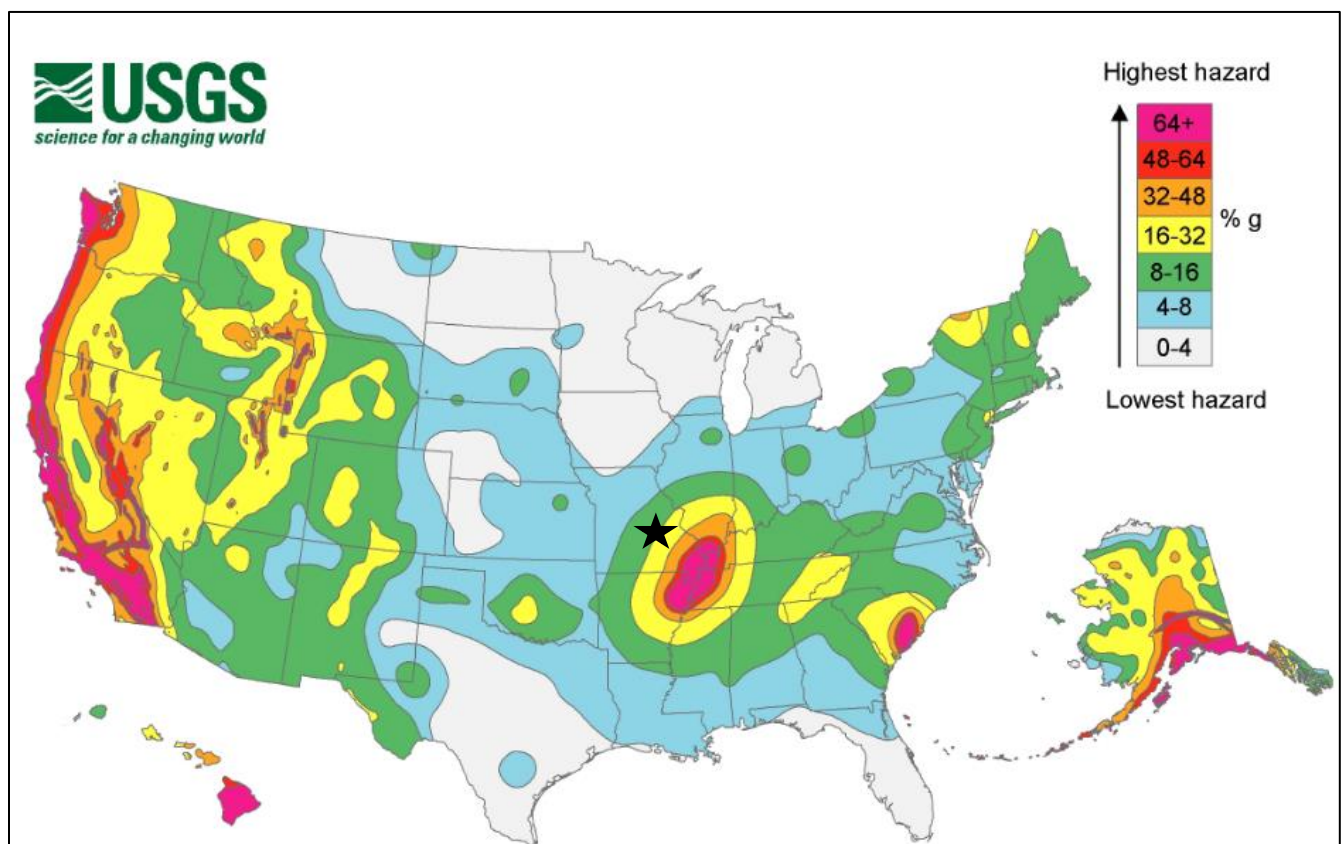 USGS
science for a changing world
Highest hazard
64+
48-64
32-48
16-32
% g
8-16
4-8
0-4
Lowest hazard